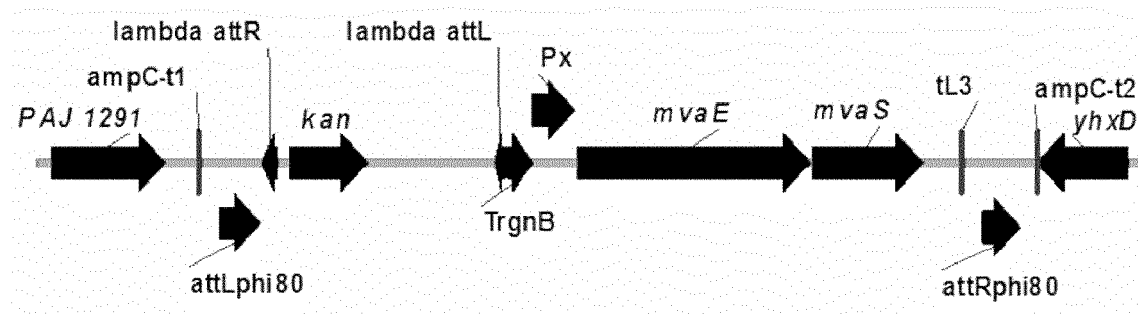 lambda attR
lambda attL
Px
ampC-t1
tL3
ampC-t2
PAJ 1291
kan
mvaE
mvaS
yhxD
TrgnB
attLphi80
attRphi80